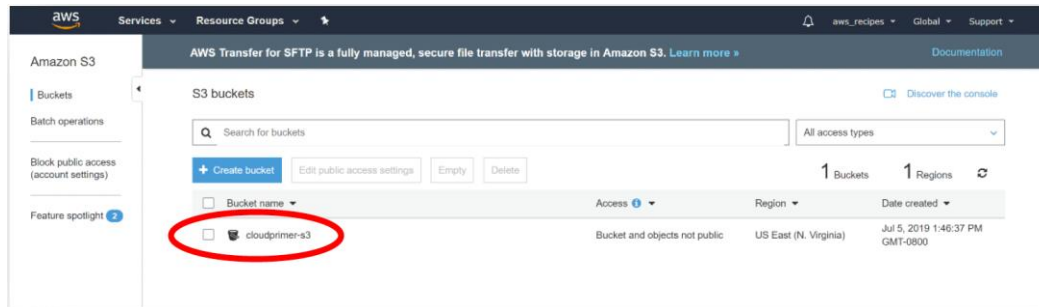 aws Services Resource Groups aws_recipes Global Support
Amazon S3
AWS Transfer for SFTP is a fully managed, secure file transfer with storage in Amazon S3. Learn more » Documentation
Buckets
Batch operations
Block public access
(account settings)
Feature spotlight 2
S3 buckets Discover the console
Search for buckets All access types
+ Create bucket Edit public access settings Empty Delete 1 Buckets 1 Regions
Bucket name Access Region Date created
cloudprimer-s3 Bucket and objects not public US East (N. Virginia) Jul 5, 2019 1:46:37 PM
GMT-0800